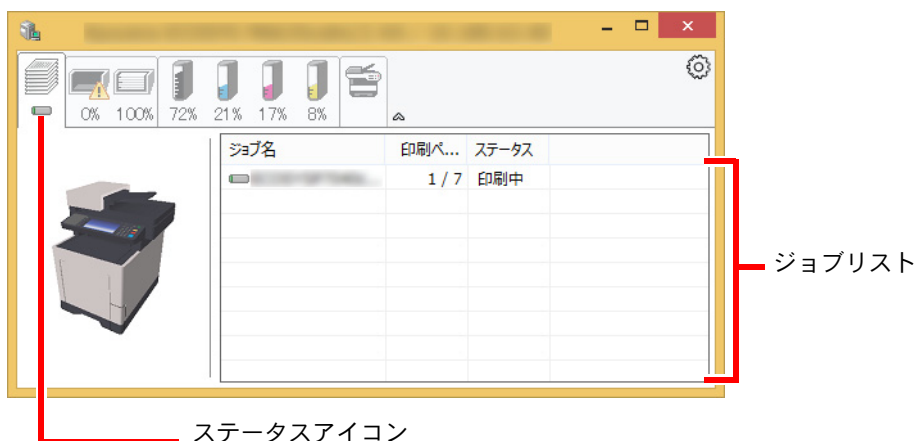 0% 100% 72% 21% 17% 8%
ジョブ名 印刷ペ... ステータス
1 / 7 印刷中
ジョブリスト
ステータスアイコン